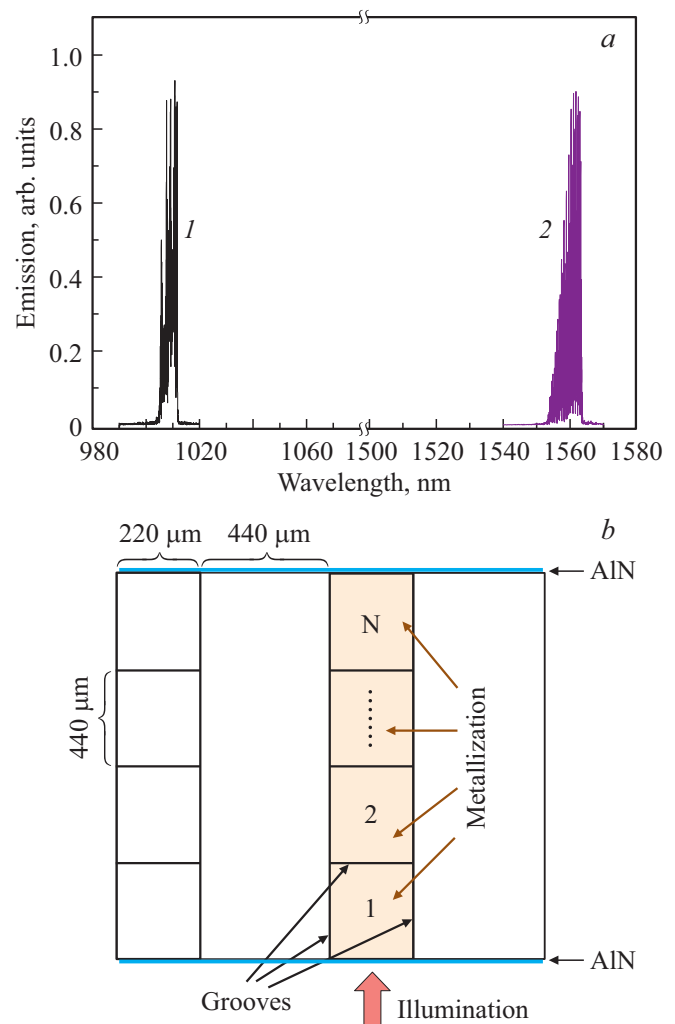 a
1.0
0.8
0.6
0.4
0.2
0
Emission, arb. units
1
2
980 1020 1060 1500 1520 1540 1560 1580
Wavelength, nm
b
220 μm 440 μm
AlN
N
440 μm
Metallization
2
1
AlN
Grooves
Illumination